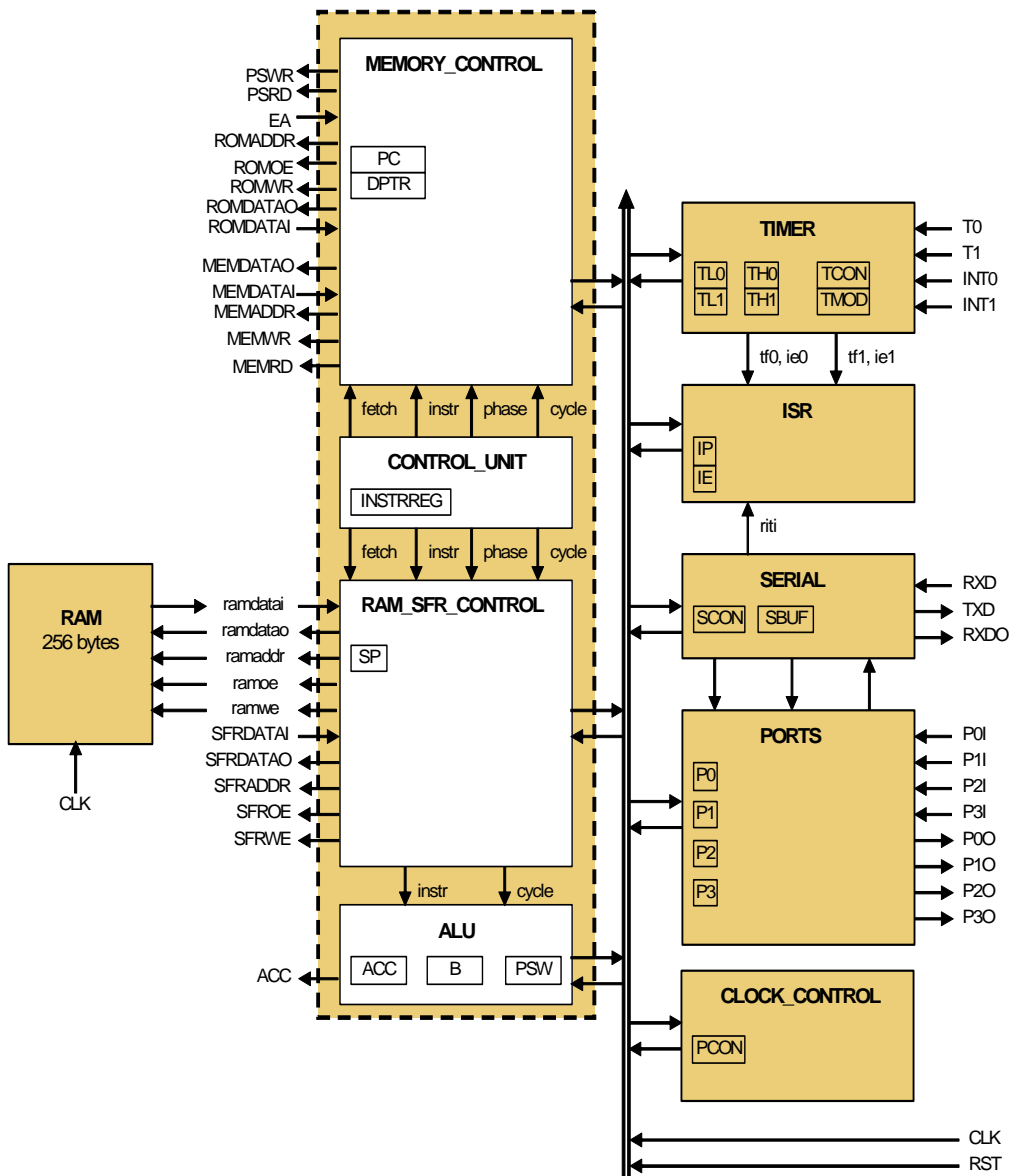 MEMORY_CONTROL
PSWR
PSRD
EA
ROMADDR
ROMOE
ROMWR
ROMDATAO
ROMDATAI
MEMDATAO
MEMDATAI
MEMADDR
MEMWR
MEMRD
PC
DPTR
fetch instr phase cycle
CONTROL_UNIT
INSTRREG
fetch instr phase cycle
RAM
256 bytes
CLK
ramdatai
ramdatao
ramaddr
ramoe
ramwe
SFRDATAI
SFRDATAO
SFRADDR
SFROE
SFRWE
RAM_SFR_CONTROL
SP
instr cycle
ALU
ACC B PSW
ACC
TIMER
TL0 TH0 TCON
TL1 TH1 TMOD
T0
T1
INT0
INT1
tf0, ie0 tf1, ie1
ISR
IP
IE
riti
SERIAL
SCON SBUF
RXD
TXD
RXDO
PORTS
P0
P1
P2
P3
P0I
P1I
P2I
P3I
P0O
P1O
P2O
P3O
CLOCK_CONTROL
PCON
CLK
RST